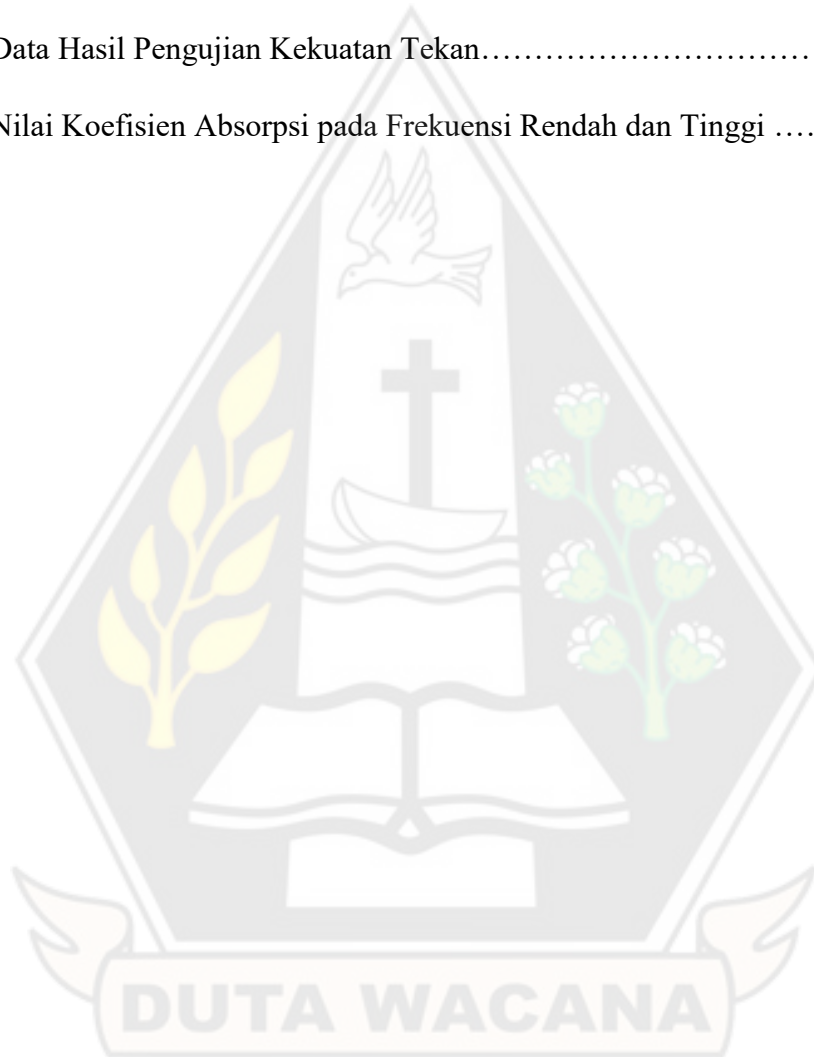 Data Hasil Pengujian Kekuatan Tekan……………………………
Nilai Koefisien Absorpsi pada Frekuensi Rendah dan Tinggi ….
DUTA WACANA